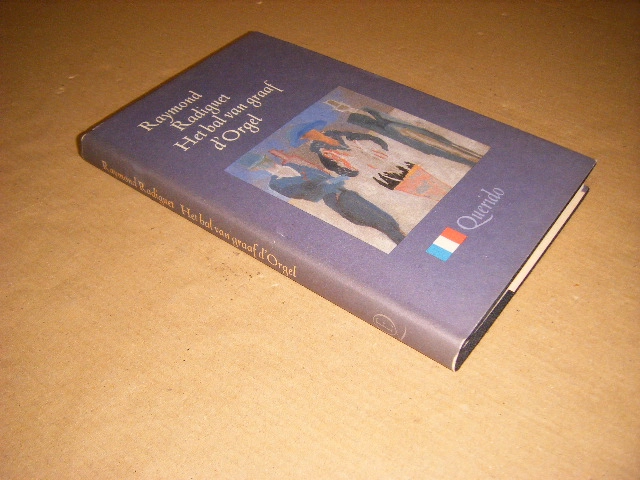 Raymond
Radiguet
Het bal van graaf
d'Orgel
Querido
Raymond Radiguet Het bal van graaf d'Orgel